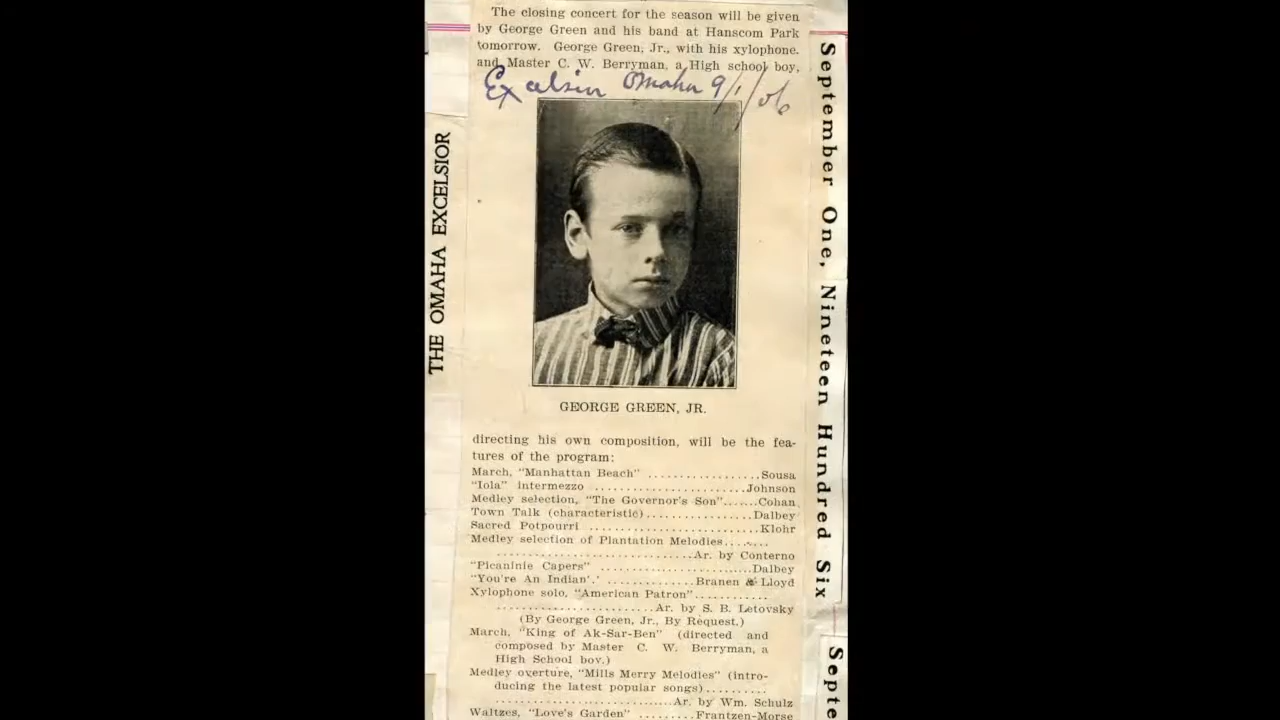 The closing concert for the season will be given
by George Green and his band at Hanscom Park
tomorrow. George Green, Jr., with his xylophone.
and Master C. W. Berryman, a High school boy,
Excelsior Omaha 9/1/06
THE OMAHA EXCELSIOR
September One, Nineteen Hundred Six
GEORGE GREEN, JR.
directing his own composition, will be the fea-
tures of the program:
March, "Manhattan Beach" ..................Sousa
"Iola" intermezzo ........................Johnson
Medley selection, "The Governor's Son".......Cohan
Town Talk (characteristic).................Dalbey
Sacred Potpourri ...........................Klohr
Medley selection of Plantation Melodies.......
...............................Ar. by Conterno
"Picaninie Capers" ........................Dalbey
"You're An Indian'.' .............Branen & Lloyd
Xylophone solo, "American Patron"............
.........................Ar. by S. B. Letovsky
(By George Green, Jr., By Request.)
March, "King of Ak-Sar-Ben" (directed and
composed by Master C. W. Berryman, a
High School boy.)
Medley overture, "Mills Merry Melodies" (intro-
ducing the latest popular songs)..........
............................Ar. by Wm. Schulz
Waltzes, "Love's Garden" .........Frantzen-Morse
Septe